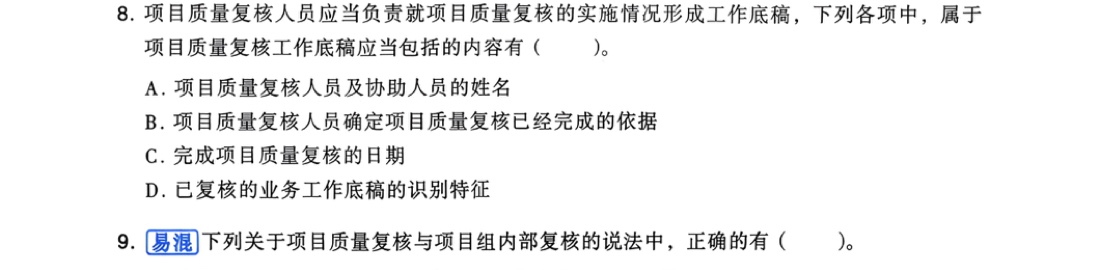 8. 项目质量复核人员应当负责就项目质量复核的实施情况形成工作底稿，下列各项中，属于
项目质量复核工作底稿应当包括的内容有（　　）。
A. 项目质量复核人员及协助人员的姓名
B. 项目质量复核人员确定项目质量复核已经完成的依据
C. 完成项目质量复核的日期
D. 已复核的业务工作底稿的识别特征
9. 易混 下列关于项目质量复核与项目组内部复核的说法中，正确的有（　　）。